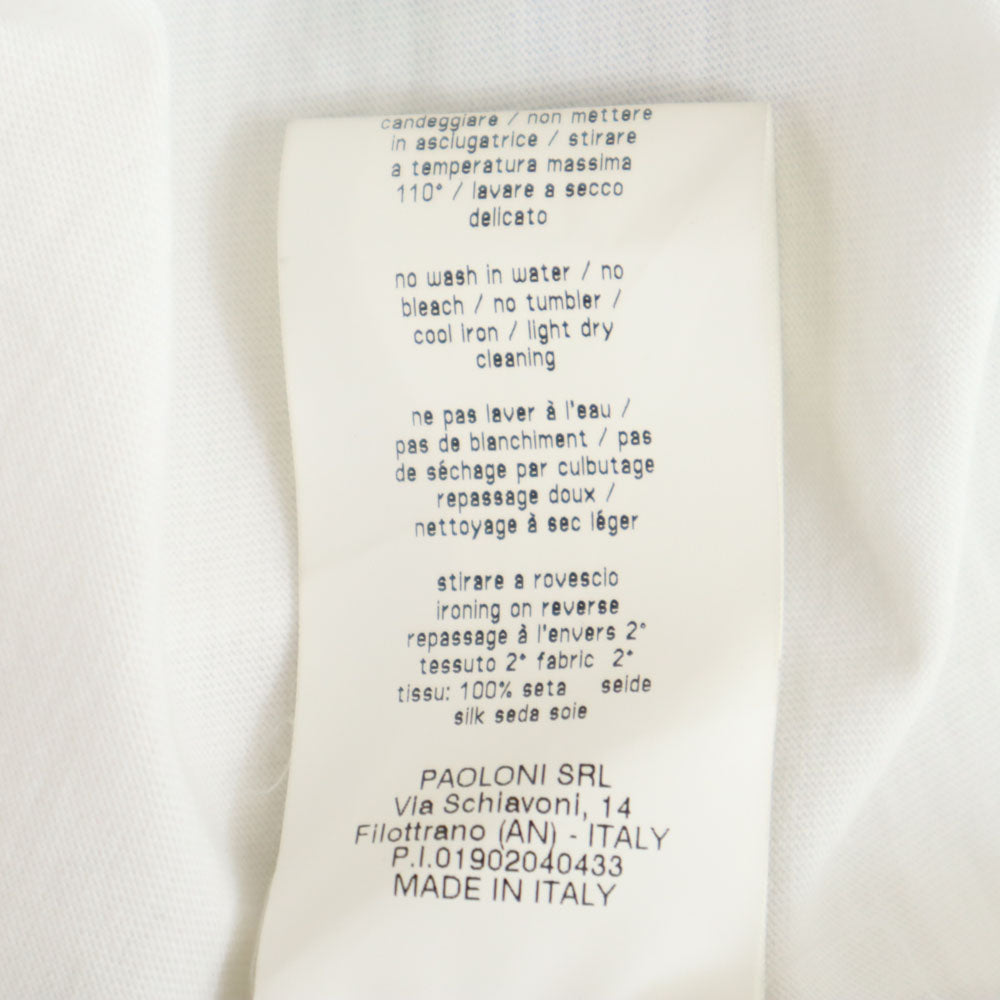 candeggiare / non mettere
in asciugatrice / stirare
a temperatura massima
110° / lavare a secco
delicato
no wash in water / no
bleach / no tumbler /
cool iron / light dry
cleaning
ne pas laver à l'eau /
pas de blanchiment / pas
de séchage par culbutage
repassage doux /
nettoyage à sec léger
stirare a rovescio
ironing on reverse
repassage à l'envers 2°
tessuto 2° fabric 2°
tissu: 100% seta seide
silk seda soie
PAOLONI SRL
Via Schiavoni, 14
Filottrano (AN) - ITALY
P.I.01902040433
MADE IN ITALY